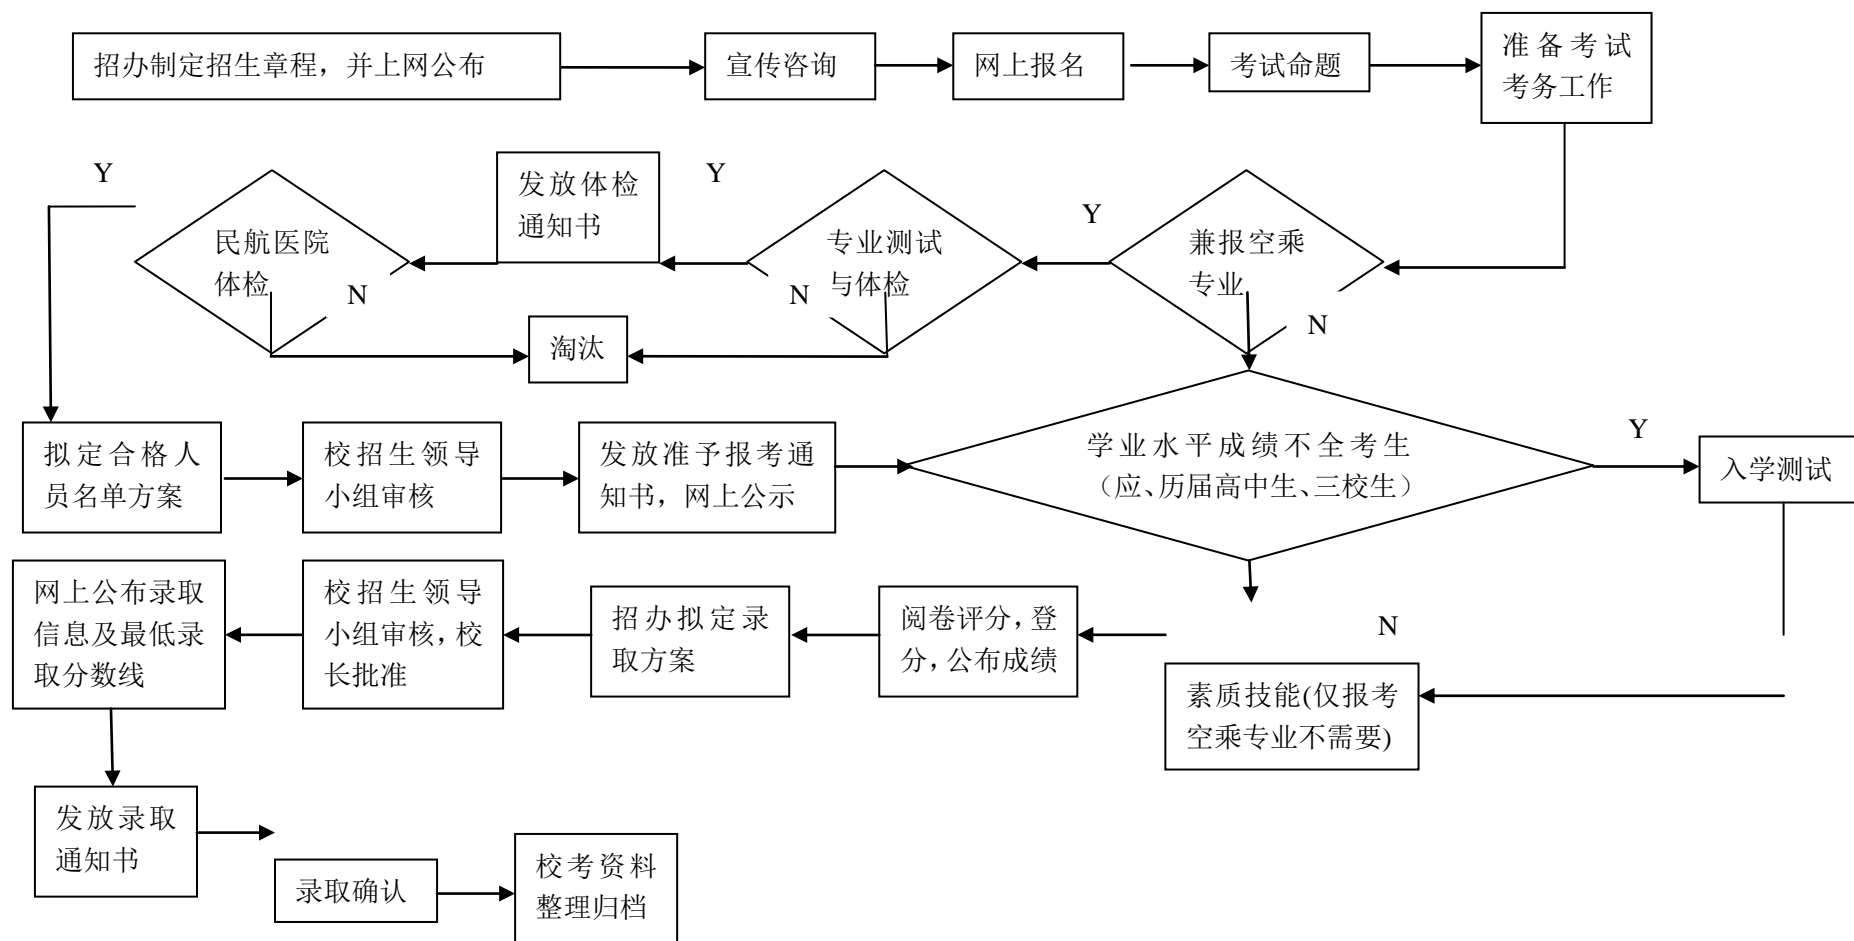 招办制定招生章程，并上网公布
宣传咨询
网上报名
考试命题
准备考试
考务工作
Y
发放体检
通知书
Y
Y
民航医院
体检
N
专业测试
与体检
N
兼报空乘
专业
N
淘汰
拟定合格人
员名单方案
校招生领导
小组审核
发放准予报考通
知书，网上公示
学业水平成绩不全考生
（应、历届高中生、三校生）
Y
入学测试
网上公布录取
信息及最低录
取分数线
校招生领导
小组审核，校
长批准
招办拟定录
取方案
阅卷评分，登
分，公布成绩
N
素质技能(仅报考
空乘专业不需要)
发放录取
通知书
录取确认
校考资料
整理归档